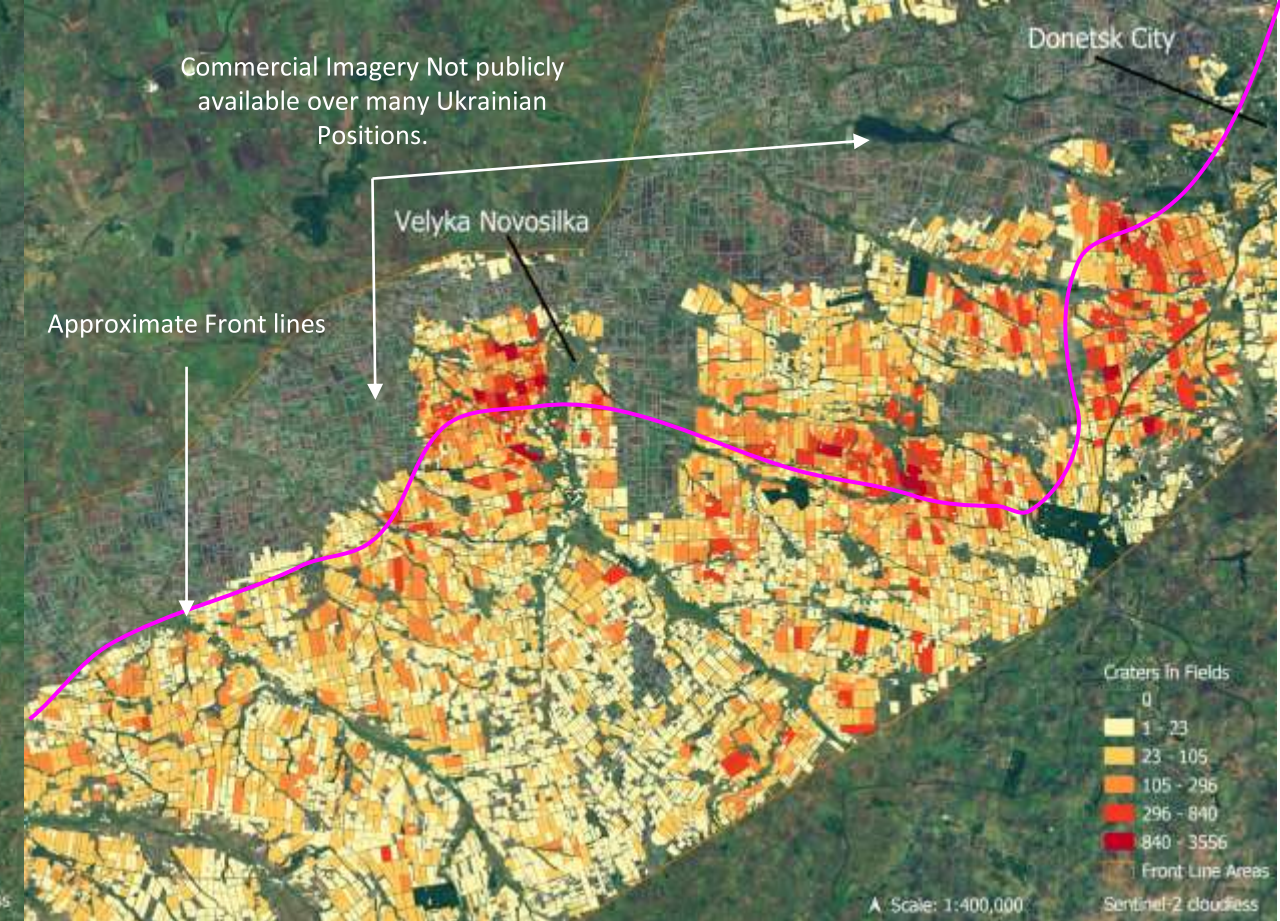 Donetsk City
Commercial Imagery Not publicly
available over many Ukrainian
Positions.
Velyka Novosilka
Approximate Front lines
Craters in Fields
0
1 - 23
23 - 105
105 - 296
296 - 840
840 - 3556
Front Line Areas
Scale: 1:400,000
Sentinel-2 cloudless